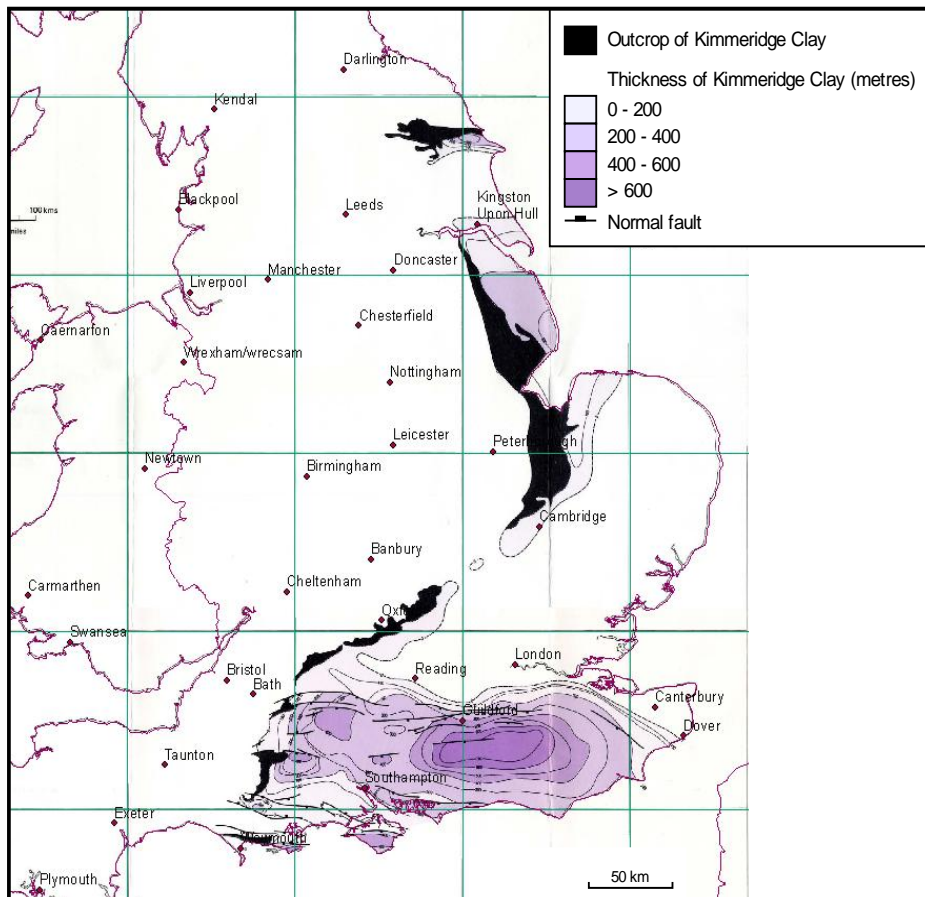 Outcrop of Kimmeridge Clay
Thickness of Kimmeridge Clay (metres)
0 - 200
200 - 400
400 - 600
> 600
Normal fault
Darlington
Kendal
Blackpool
Leeds
Kingston
Upon Hull
100 kms
miles
Manchester
Doncaster
Liverpool
Chesterfield
Caernarfon
Wrexham/wrecsam
Nottingham
Leicester
Peterborough
Newtown
Birmingham
Cambridge
Banbury
Cheltenham
Carmarthen
Oxford
Swansea
London
Bristol
Reading
Bath
Canterbury
Guildford
Dover
Taunton
Southampton
Exeter
Weymouth
Plymouth
50 km